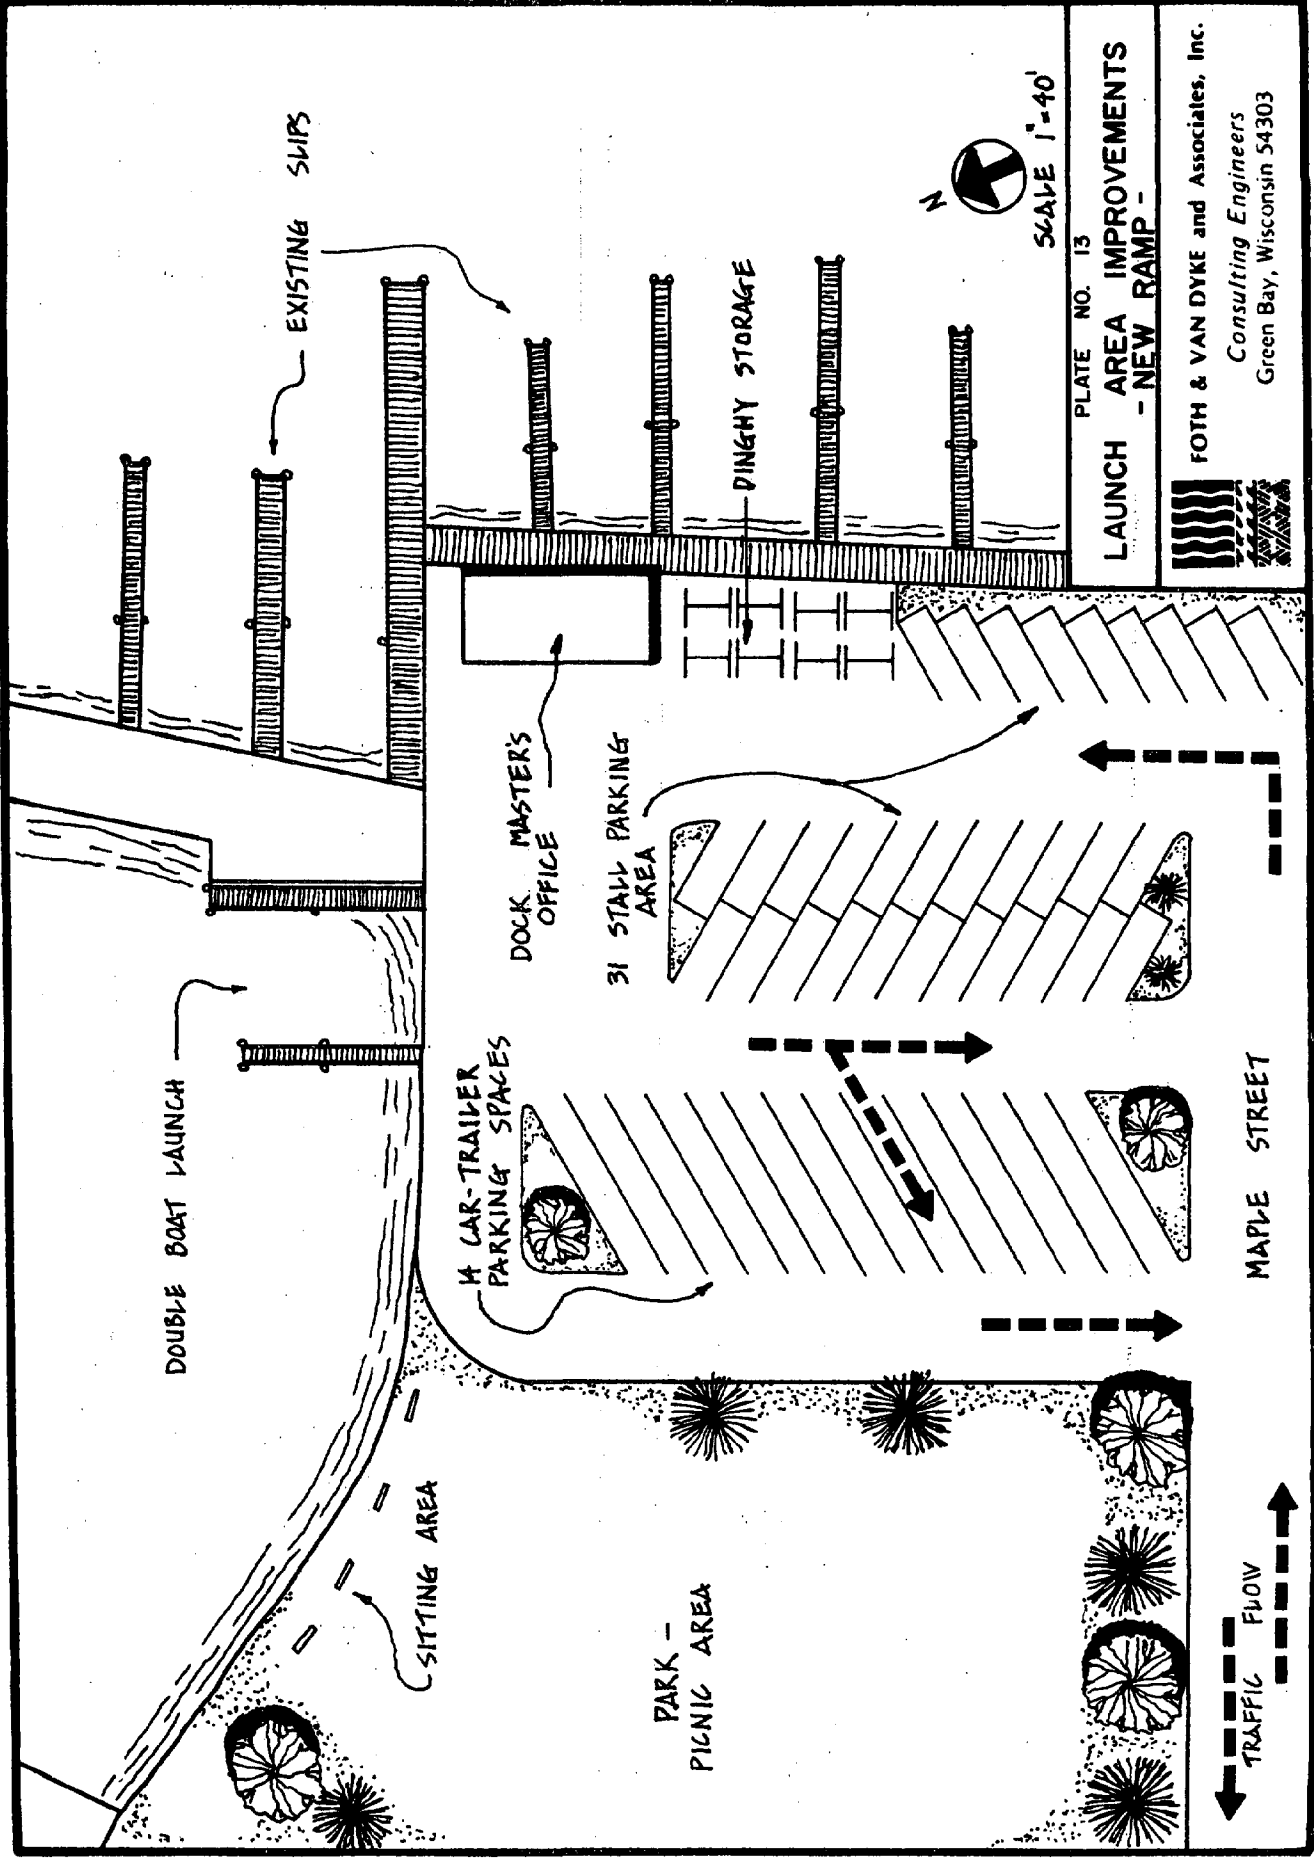 EXISTING SLIPS
DOUBLE BOAT LAUNCH
SITTING AREA
14 CAR-TRAILER
PARKING SPACES
DOCK MASTER'S
OFFICE
31 STALL PARKING
AREA
DINGHY STORAGE
PARK -
PICNIC AREA
MAPLE STREET
TRAFFIC FLOW
N
SCALE 1"=40'
PLATE NO. 13
LAUNCH AREA IMPROVEMENTS
- NEW RAMP -
FOTH & VAN DYKE and Associates, Inc.
Consulting Engineers
Green Bay, Wisconsin 54303